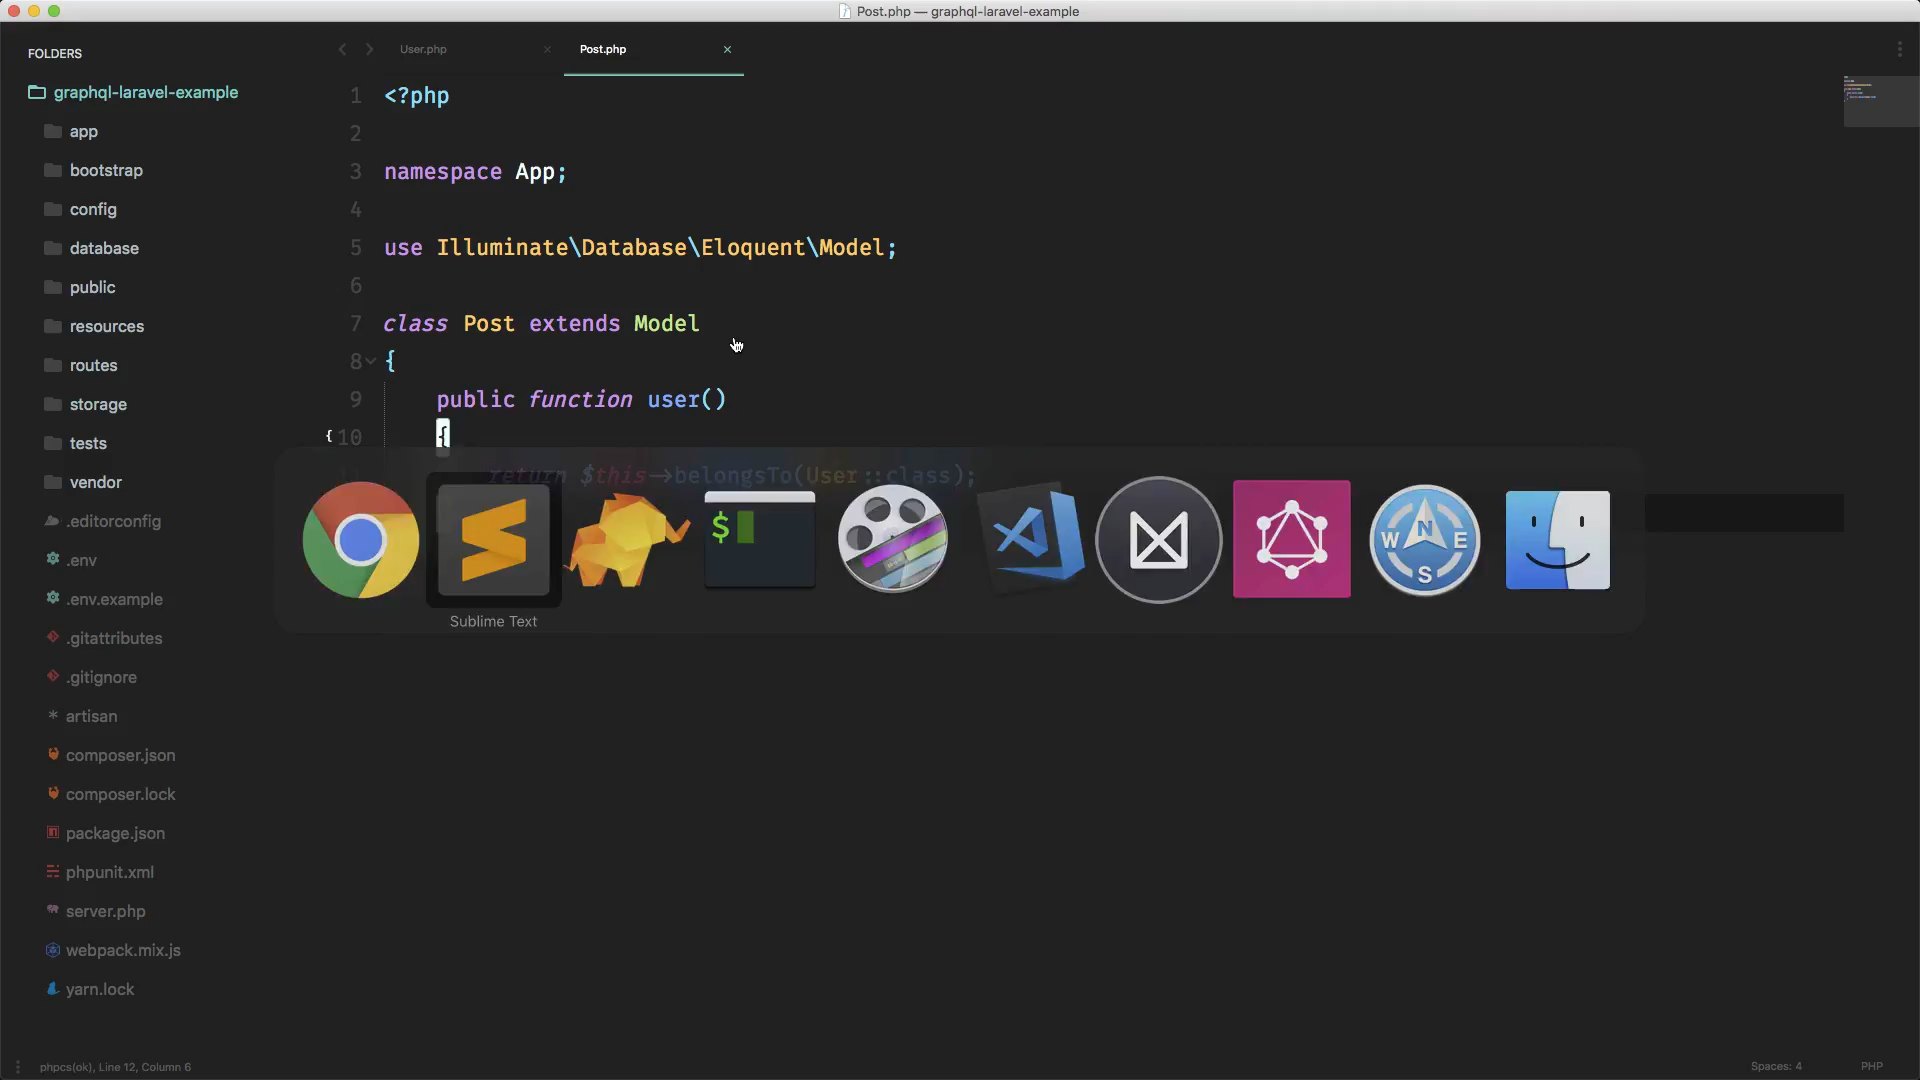 Post.php — graphql-laravel-example
FOLDERS
graphql-laravel-example
app
bootstrap
config
database
public
resources
routes
storage
tests
vendor
.editorconfig
.env
.env.example
.gitattributes
.gitignore
artisan
composer.json
composer.lock
package.json
phpunit.xml
server.php
webpack.mix.js
yarn.lock
User.php
Post.php
1 <?php
2
3 namespace App;
4
5 use Illuminate\Database\Eloquent\Model;
6
7 class Post extends Model
8 {
9 public function user()
{ 10 {
return $this->belongsTo(User::class);
$
N
W E
S
Sublime Text
phpcs(ok), Line 12, Column 6
Spaces: 4
PHP